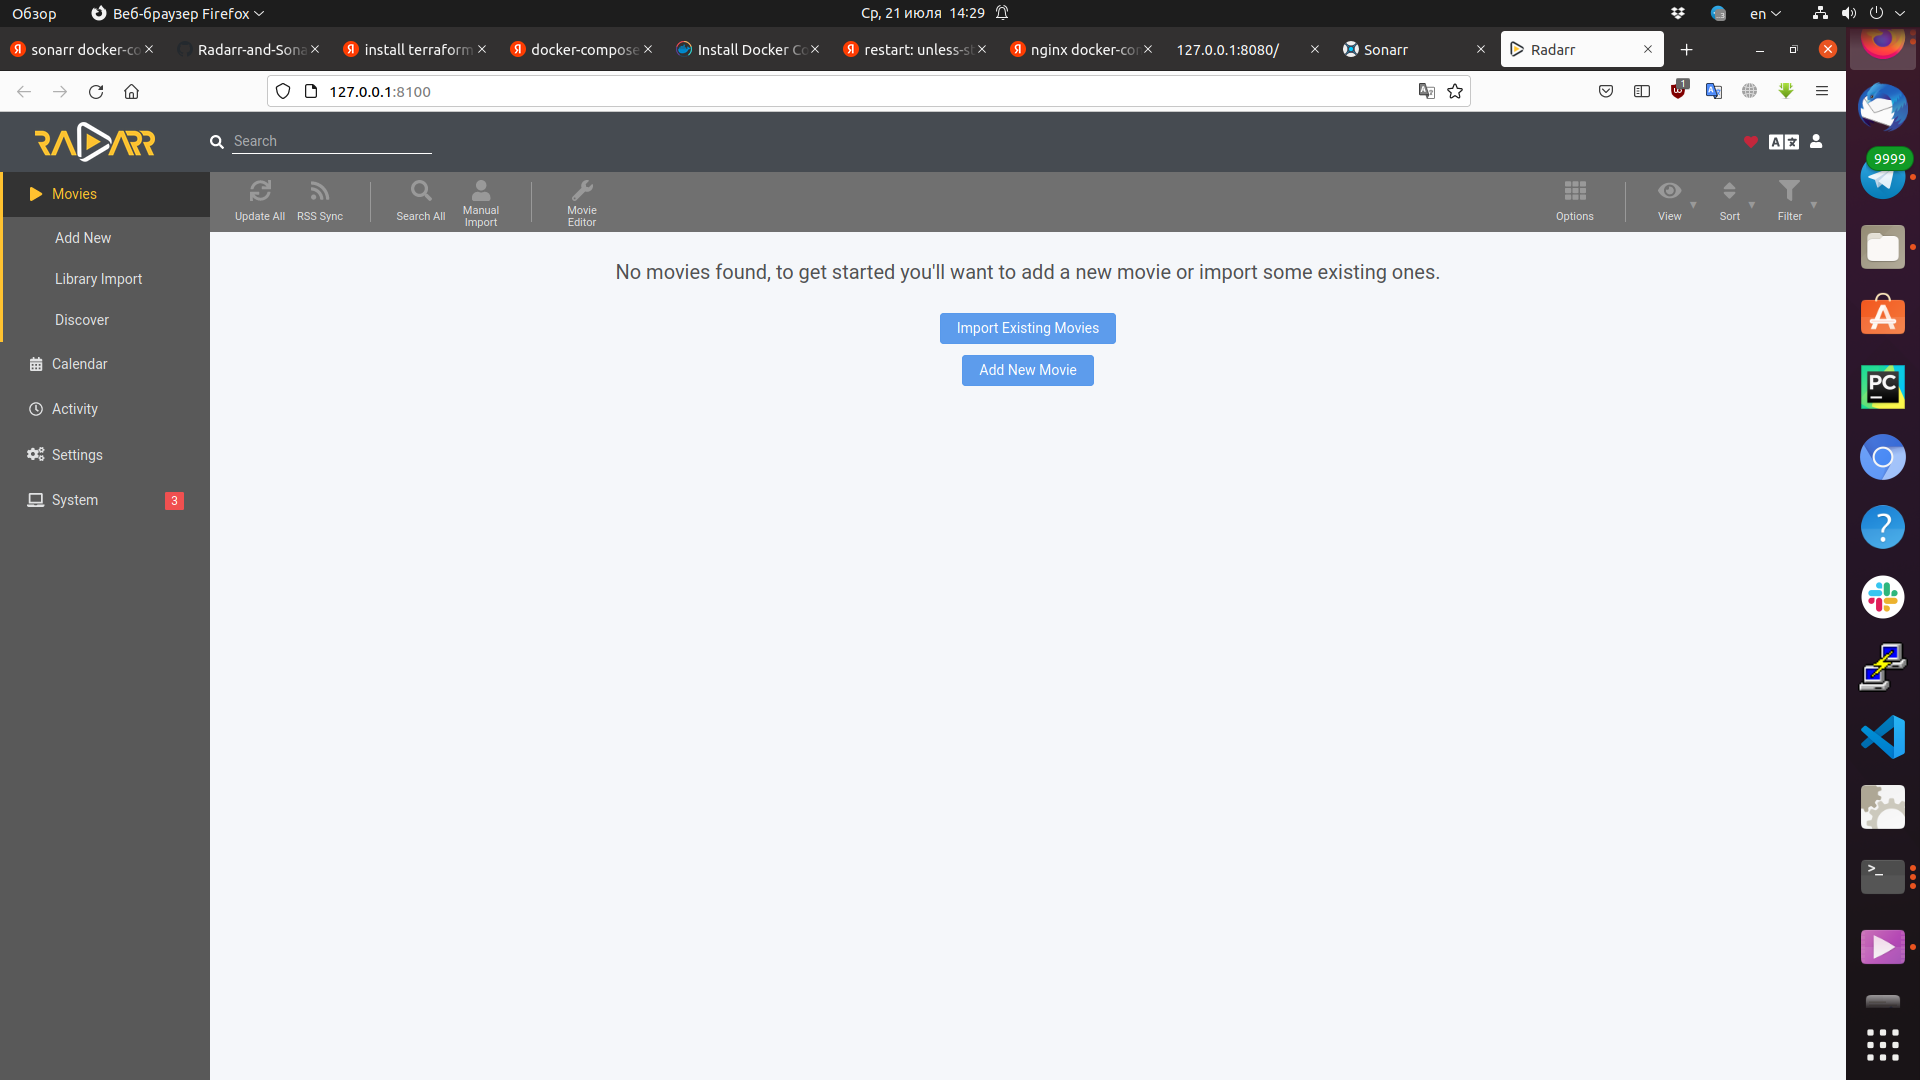 Обзор
Веб-браузер Firefox
Ср, 21 июля 14:29
en
sonarr docker-co
Radarr-and-Sona
install terraform
docker-compose
Install Docker Co
restart: unless-st
nginx docker-con
127.0.0.1:8080/
Sonarr
Radarr
127.0.0.1:8100
1
RADARR
Search
Movies
Add New
Library Import
Discover
Calendar
Activity
Settings
System
3
Update All
RSS Sync
Search All
Manual Import
Movie Editor
Options
View
Sort
Filter
No movies found, to get started you'll want to add a new movie or import some existing ones.
Import Existing Movies
Add New Movie
9999
PC